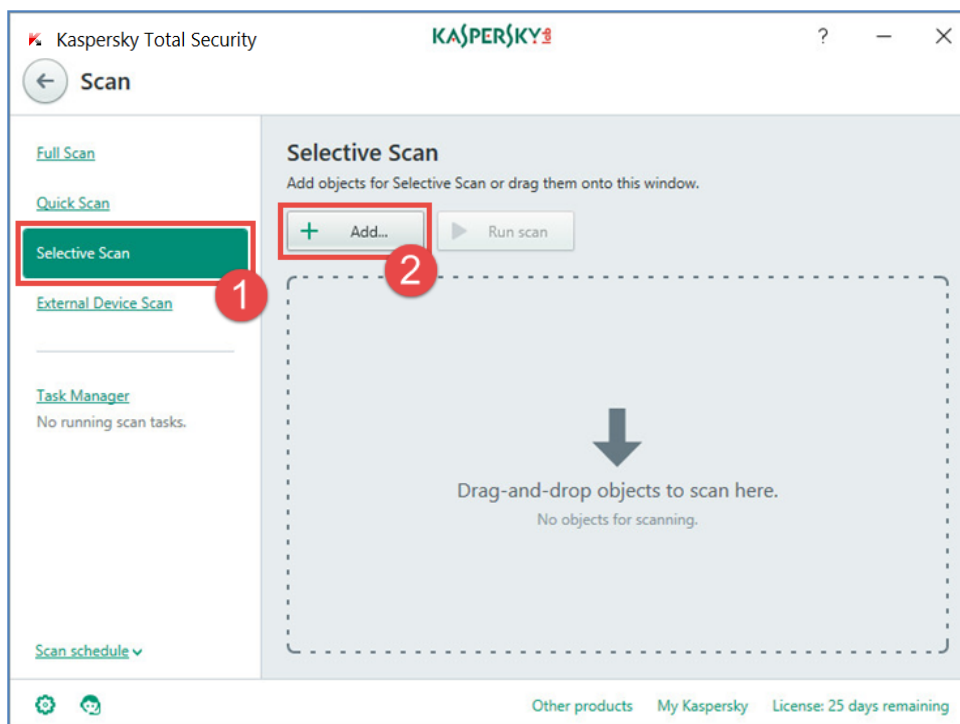 Kaspersky Total Security
KASPERSKY lab
?
Scan
Full Scan
Quick Scan
Selective Scan
1
External Device Scan
Task Manager
No running scan tasks.
Scan schedule
Selective Scan
Add objects for Selective Scan or drag them onto this window.
+ Add...
Run scan
2
Drag-and-drop objects to scan here.
No objects for scanning.
Other products
My Kaspersky
License: 25 days remaining